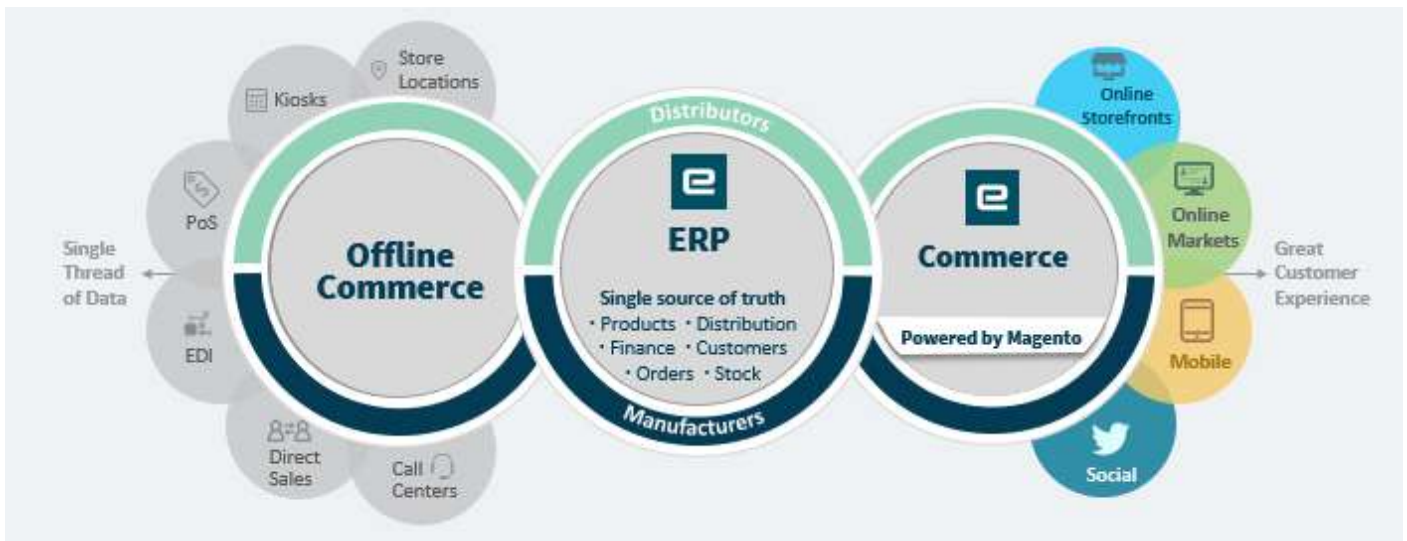 Store
Locations
Kiosks
PoS
Single
Thread
of Data
EDI
Direct
Sales
Call
Centers
Offline
Commerce
Distributors
e
ERP
Single source of truth
· Products · Distribution
· Finance · Customers
· Orders · Stock
Manufacturers
e
Commerce
Powered by Magento
Online
Storefronts
Online
Markets
Mobile
Social
Great
Customer
Experience